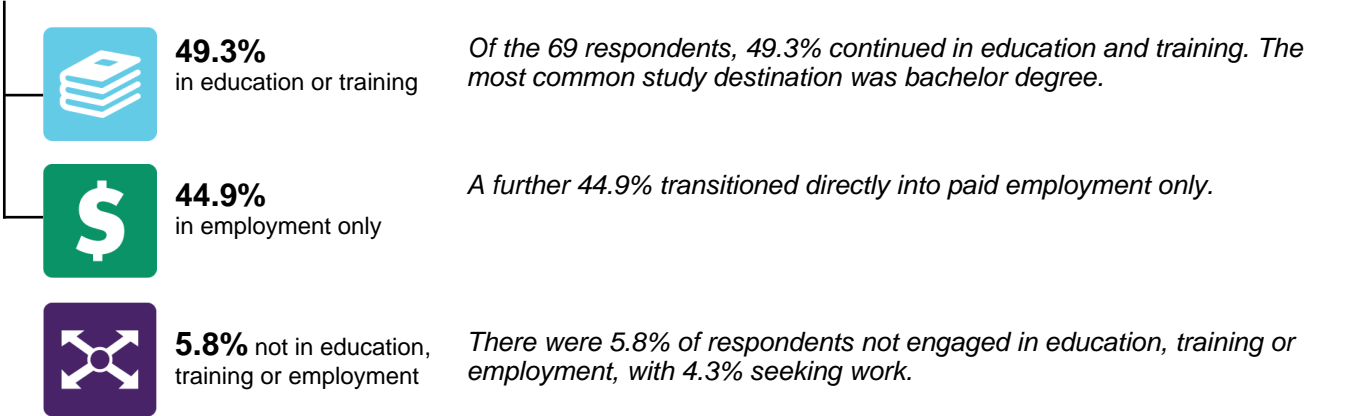 49.3%
in education or training
Of the 69 respondents, 49.3% continued in education and training. The
most common study destination was bachelor degree.
$
44.9%
in employment only
A further 44.9% transitioned directly into paid employment only.
5.8% not in education,
training or employment
There were 5.8% of respondents not engaged in education, training or
employment, with 4.3% seeking work.